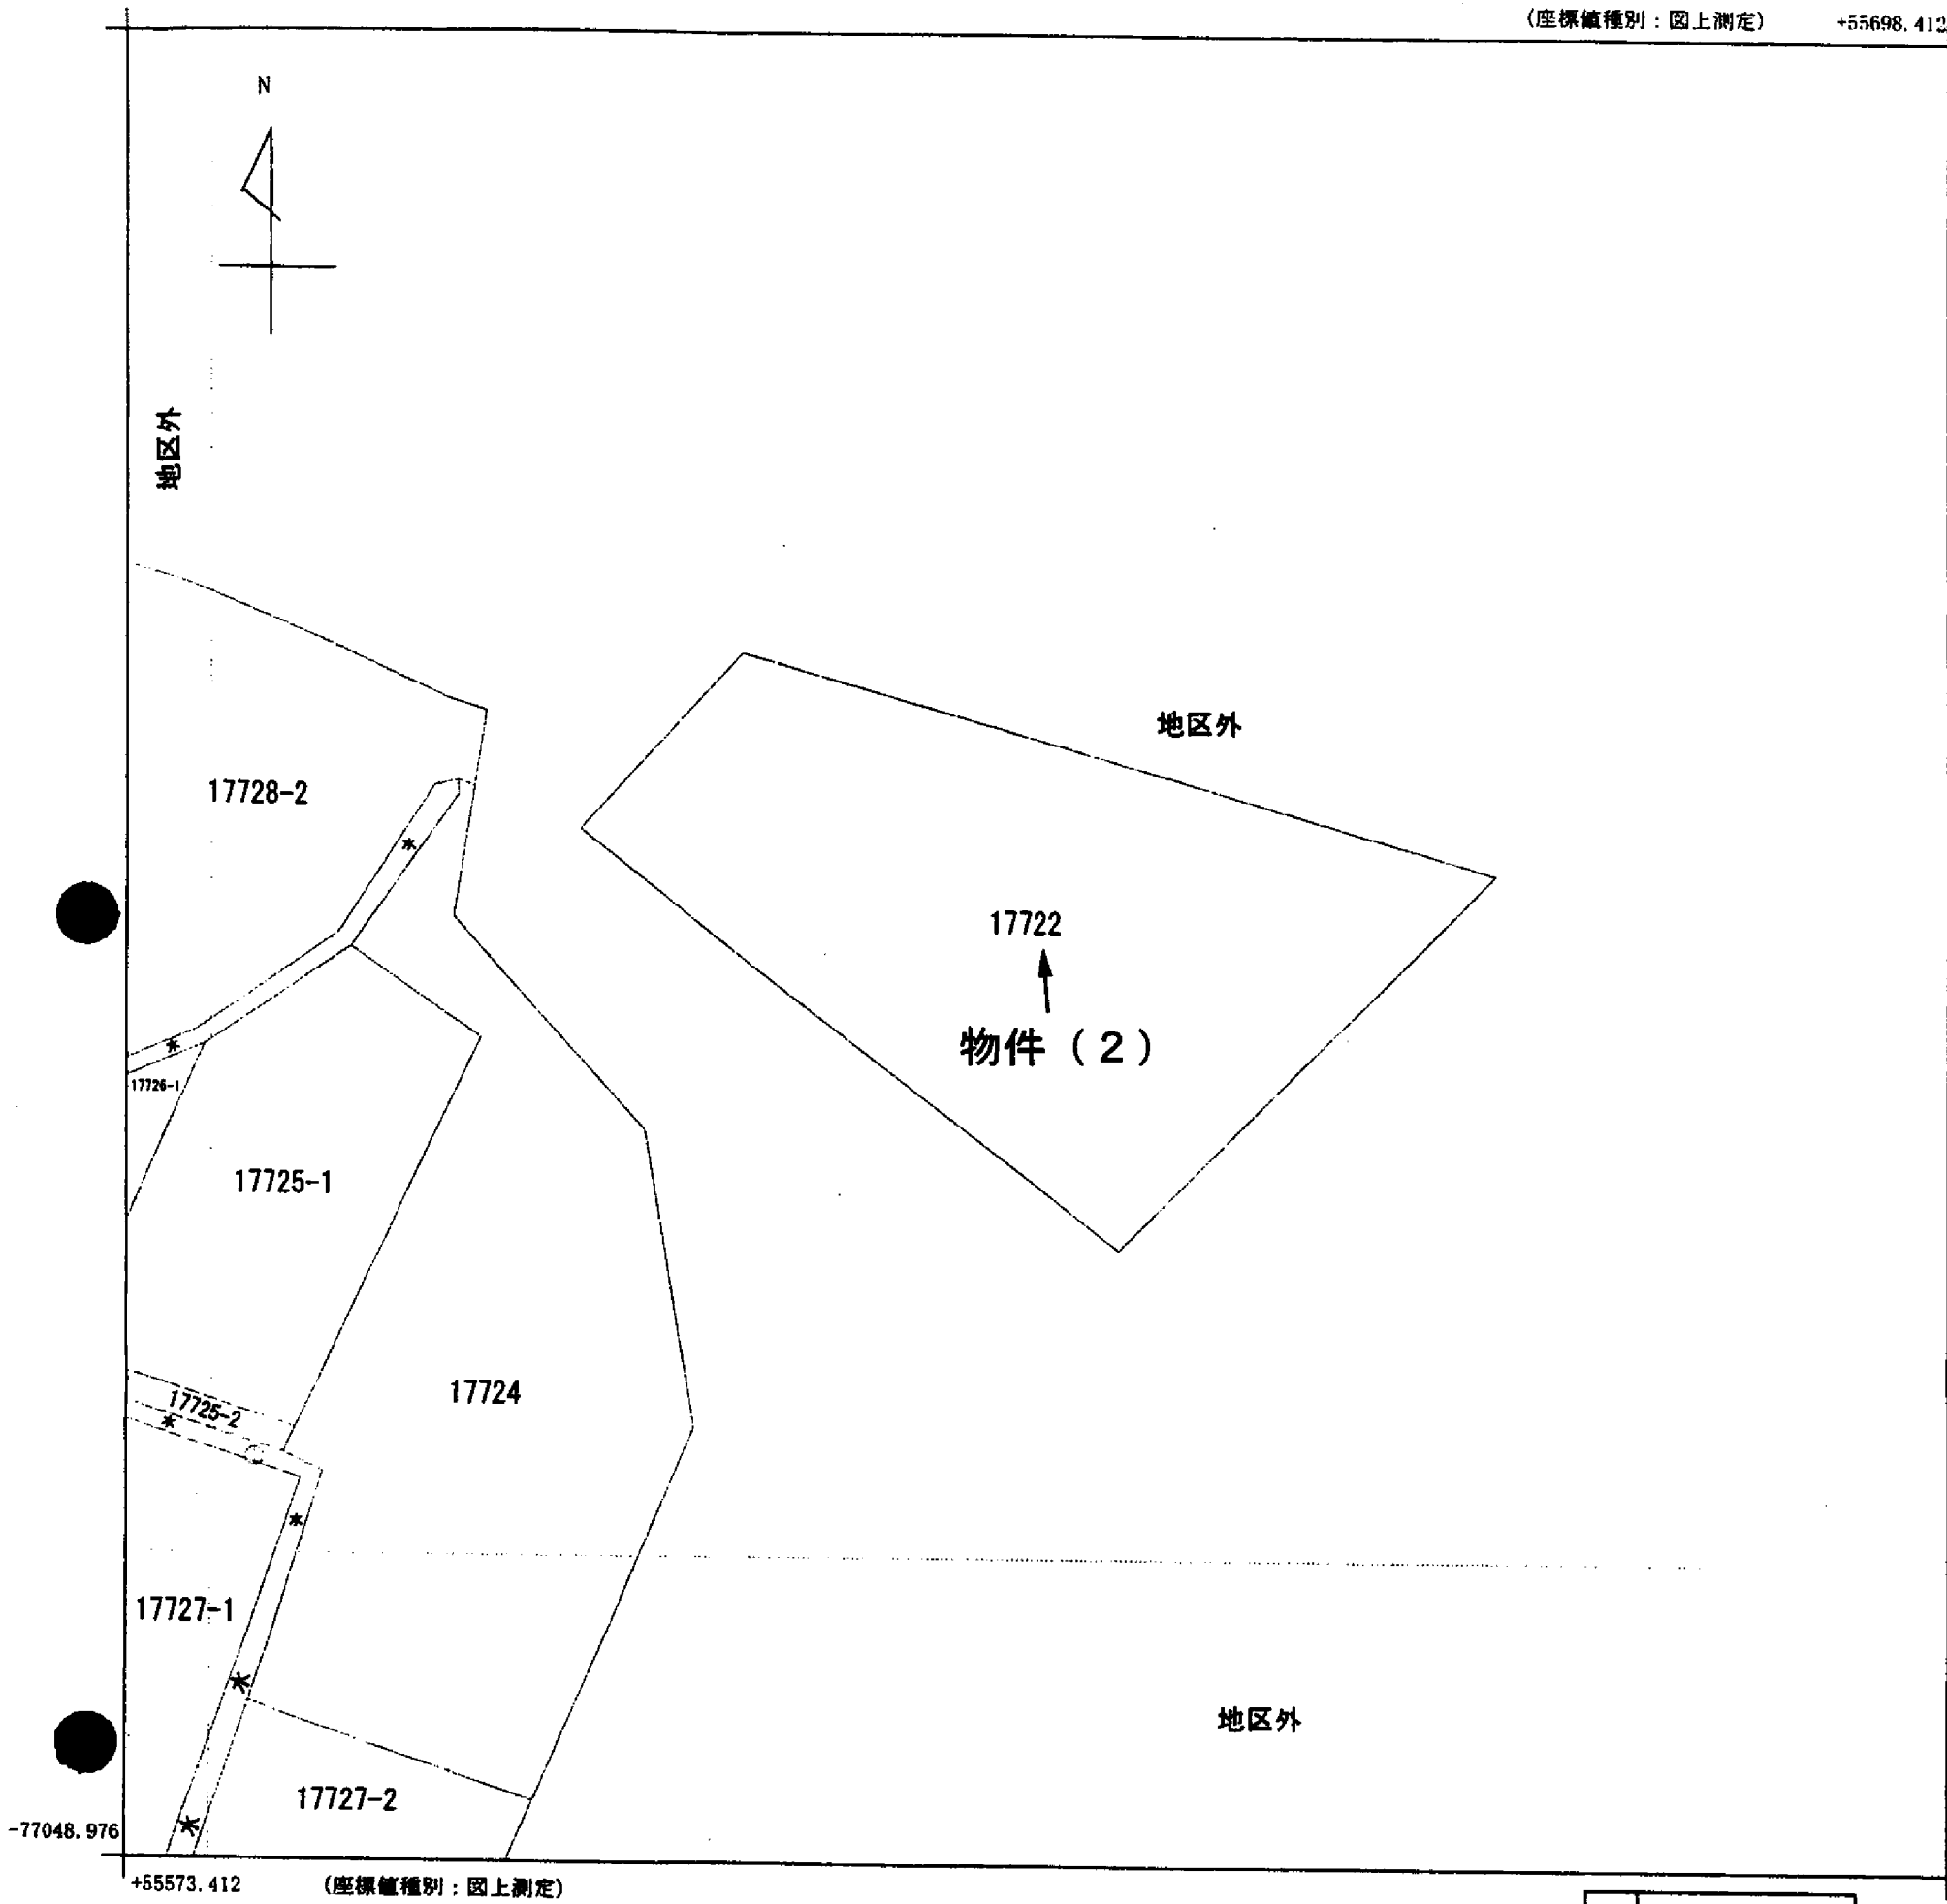 (座標値種別：図上測定) +55698.412
N
地区外
地区外
17728-2
*
17722
物件（２）
*
17726-1
17725-1
17724
17725-2
*
*
17727-1
*
地区外
17727-2
*
-77048.976
+55573.412 (座標値種別：図上測定)